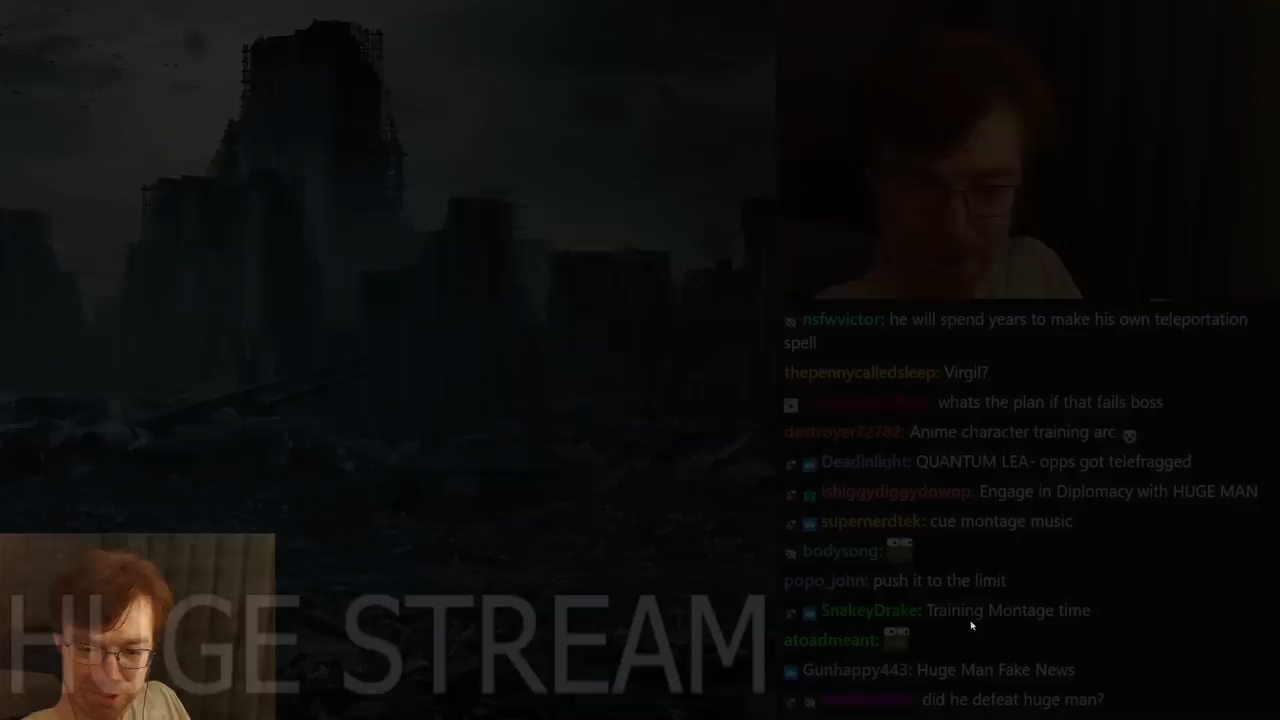 nsfwvictor: he will spend years to make his own teleportation
spell
thepennycalledsleep: Virgil?
whats the plan if that fails boss
destroyer72782: Anime character training arc
Deadinlight: QUANTUM LEA- opps got telefragged
ishiggydiggydowop: Engage in Diplomacy with HUGE MAN
supernerdtek: cue montage music
bodysong:
popo_john: push it to the limit
SnakeyDrake: Training Montage time
atoadmeant:
Gunhappy443: Huge Man Fake News
did he defeat huge man?
HUGE STREAM